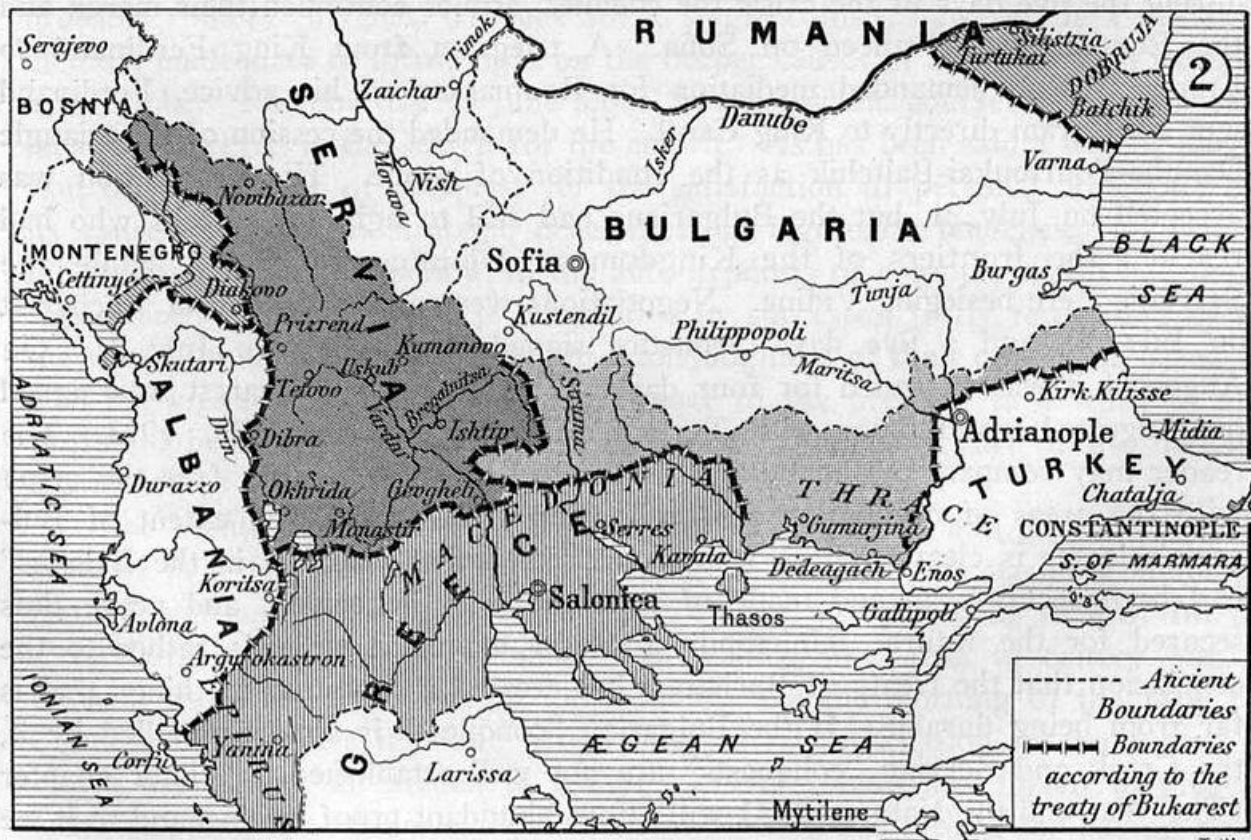 2
RUMANIA
Silistria
Turtukai
DOBRUJA
Baltchik
Varna
Serajevo
BOSNIA
Timok
Zaichar
SERVIA
Morawa
Nish
Danube
Isker
Novibazar
MONTENEGRO
Cettinyé
Diakovo
BULGARIA
Sofia
BLACK
SEA
Burgas
Tunja
Prizrend
Kustendil
Philippopoli
Maritsa
Skutari
Uskub
Kumanovo
Tetovo
Bregalnitsa
Struma
Kirk Kilisse
ALBANIA
Drin
Dibra
Vardar
Ishtip
Adrianople
Midia
ADRIATIC SEA
Durazzo
Okhrida
Gevgheli
MACEDONIA
THRACE
TURKEY
Chatalja
Monastir
Serres
Gumurjina
CONSTANTINOPLE
Kavala
S. OF MARMARA
Koritsa
Dedeagach
Enos
GREECE
Salonica
Thasos
Gallipoli
Avlona
Argyrokastron
IONIAN SEA
EPIRUS
Yanina
Corfu
Larissa
ÆGEAN SEA
Mytilene
Ancient
Boundaries
Boundaries
according to the
treaty of Bukarest